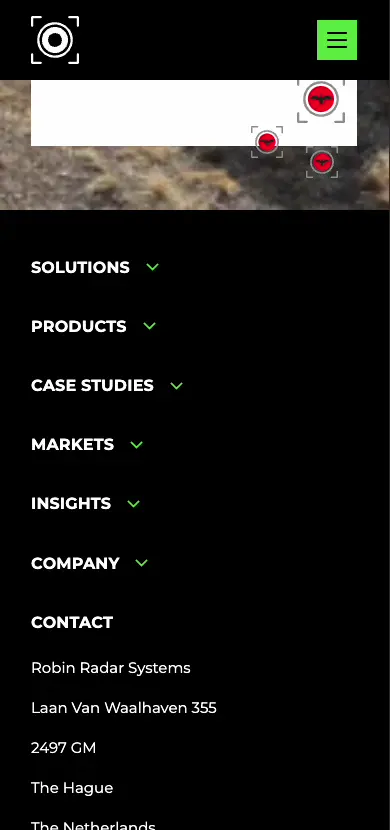 SOLUTIONS
PRODUCTS
CASE STUDIES
MARKETS
INSIGHTS
COMPANY
CONTACT
Robin Radar Systems
Laan Van Waalhaven 355
2497 GM
The Hague
The Netherlands